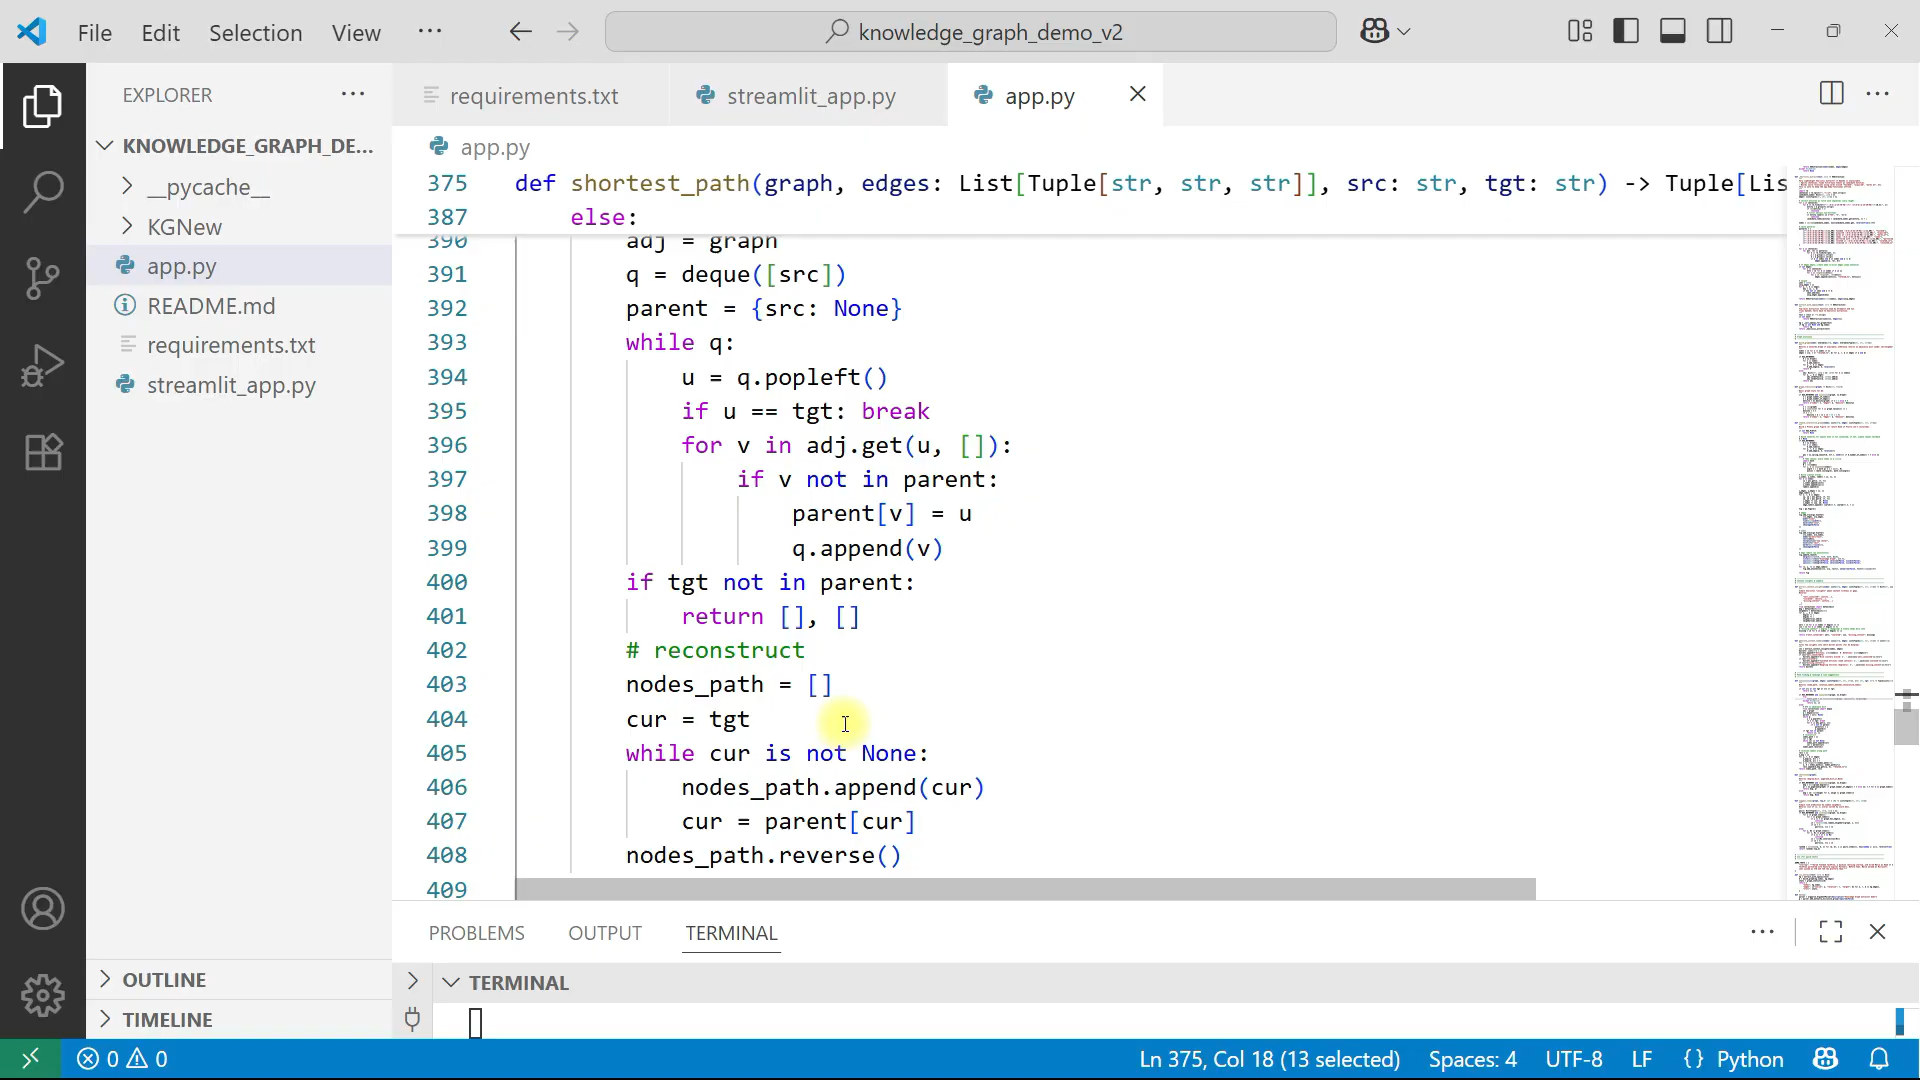 File Edit Selection View ··· knowledge_graph_demo_v2
EXPLORER ···
KNOWLEDGE_GRAPH_DE...
__pycache__
KGNew
app.py
README.md
requirements.txt
streamlit_app.py
OUTLINE
TIMELINE
requirements.txt streamlit_app.py app.py
app.py
375 def shortest_path(graph, edges: List[Tuple[str, str, str]], src: str, tgt: str) -> Tuple[Lis
387 else:
390 adj = graph
391 q = deque([src])
392 parent = {src: None}
393 while q:
394 u = q.popleft()
395 if u == tgt: break
396 for v in adj.get(u, []):
397 if v not in parent:
398 parent[v] = u
399 q.append(v)
400 if tgt not in parent:
401 return [], []
402 # reconstruct
403 nodes_path = []
404 cur = tgt
405 while cur is not None:
406 nodes_path.append(cur)
407 cur = parent[cur]
408 nodes_path.reverse()
409
PROBLEMS OUTPUT TERMINAL ···
TERMINAL
0 0 Ln 375, Col 18 (13 selected) Spaces: 4 UTF-8 LF {} Python